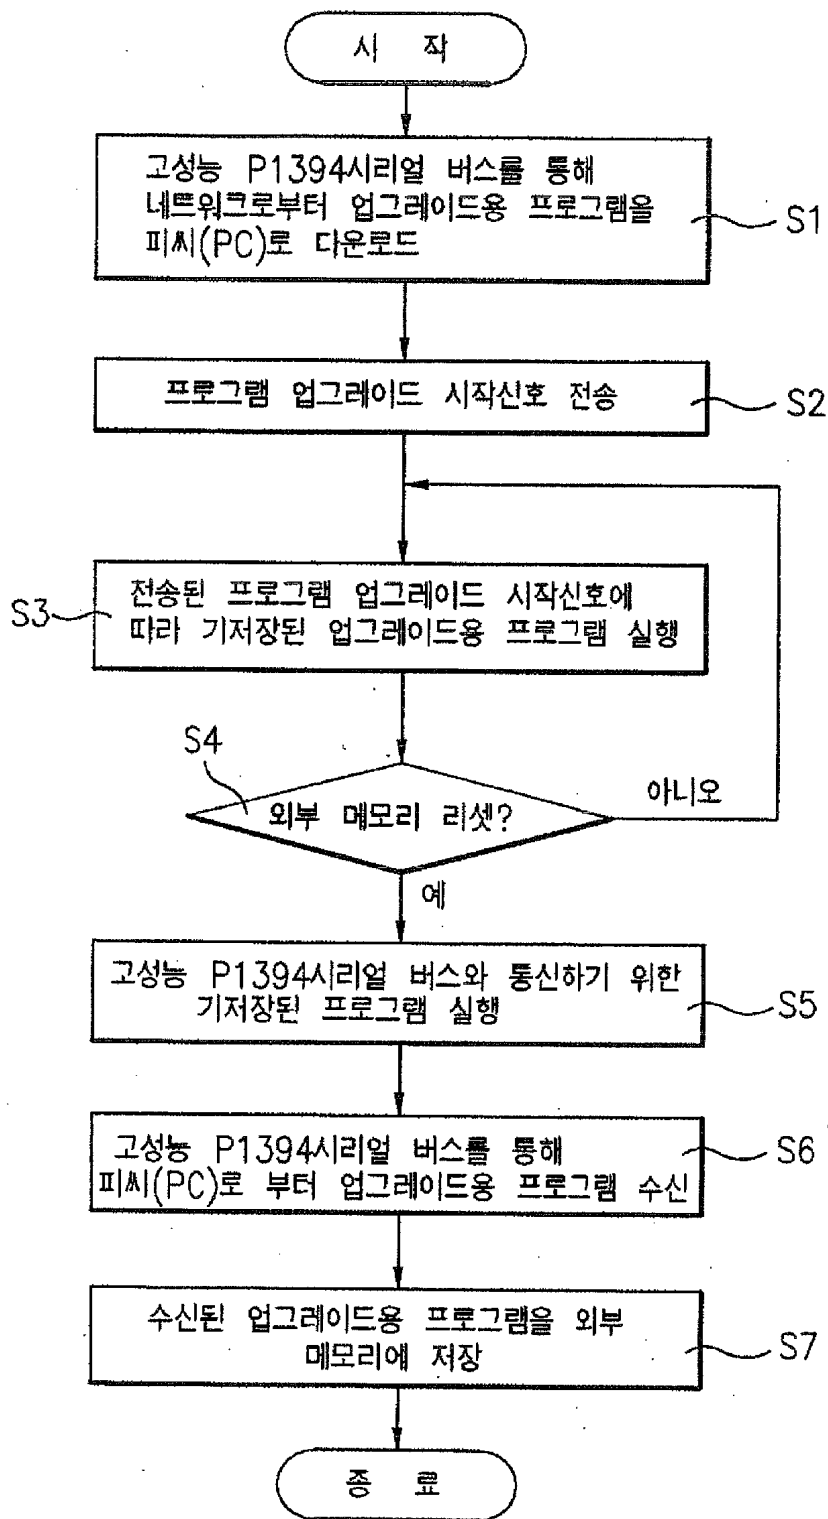 시 작
고성능 P1394시리얼 버스를 통해
네트워크로부터 업그레이드용 프로그램을
피씨(PC)로 다운로드
S1
프로그램 업그레이드 시작신호 전송
S2
전송된 프로그램 업그레이드 시작신호에
따라 기저장된 업그레이드용 프로그램 실행
S3
S4
외부 메모리 리셋?
아니오
예
고성능 P1394시리얼 버스와 통신하기 위한
기저장된 프로그램 실행
S5
고성능 P1394시리얼 버스를 통해
피씨(PC)로 부터 업그레이드용 프로그램 수신
S6
수신된 업그레이드용 프로그램을 외부
메모리에 저장
S7
종 료